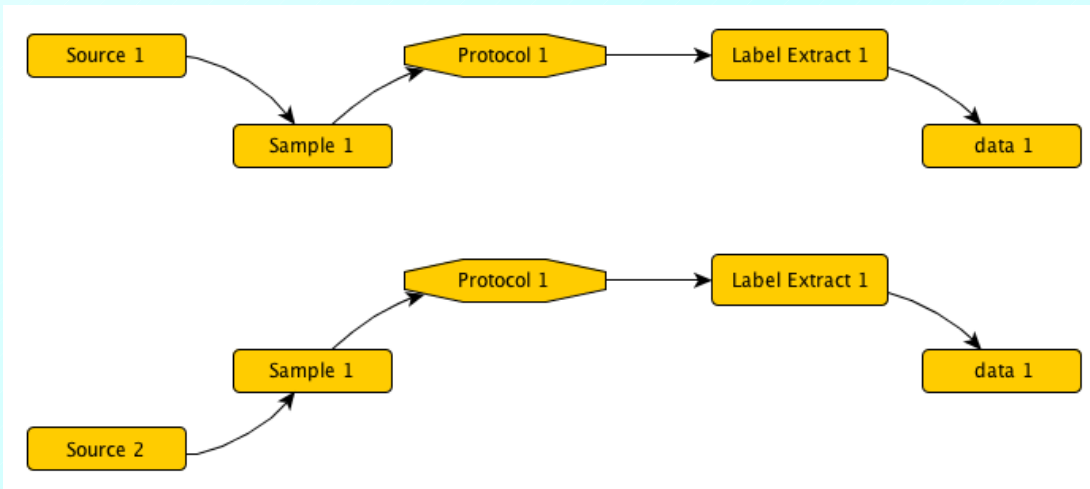 Source 1
Protocol 1
Label Extract 1
Sample 1
data 1
Protocol 1
Label Extract 1
Sample 1
data 1
Source 2